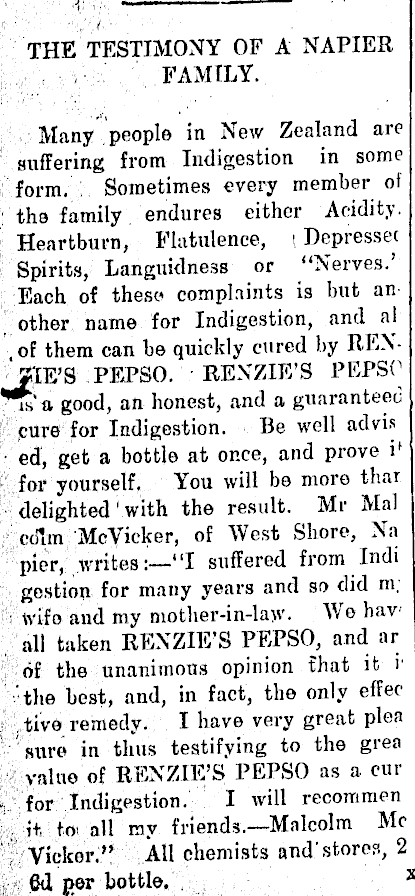 THE TESTIMONY OF A NAPIER
FAMILY.
Many people in New Zealand are
suffering from Indigestion in some
form. Sometimes every member of
the family endures either Acidity.
Heartburn, Flatulence, Depressed
Spirits, Languidness or "Nerves.'
Each of these complaints is but an-
other name for Indigestion, and al
of them can be quickly cured by REN-
ZIE'S PEPSO. RENZIE'S PEPSO
is a good, an honest, and a guaranteed
cure for Indigestion. Be well advis
ed, get a bottle at once, and prove it
for yourself. You will be more than
delighted with the result. Mr Mal
colm McVicker, of West Shore, Na
pier, writes:—"I suffered from Indi
gestion for many years and so did my
wife and my mother-in-law. We hav
all taken RENZIE'S PEPSO, and ar
of the unanimous opinion that it i
the best, and, in fact, the only effec
tive remedy. I have very great plea
sure in thus testifying to the grea
value of RENZIE'S PEPSO as a cur
for Indigestion. I will recommen
it to all my friends.—Malcolm Mc
Vicker." All chemists and stores, 2
6d per bottle.